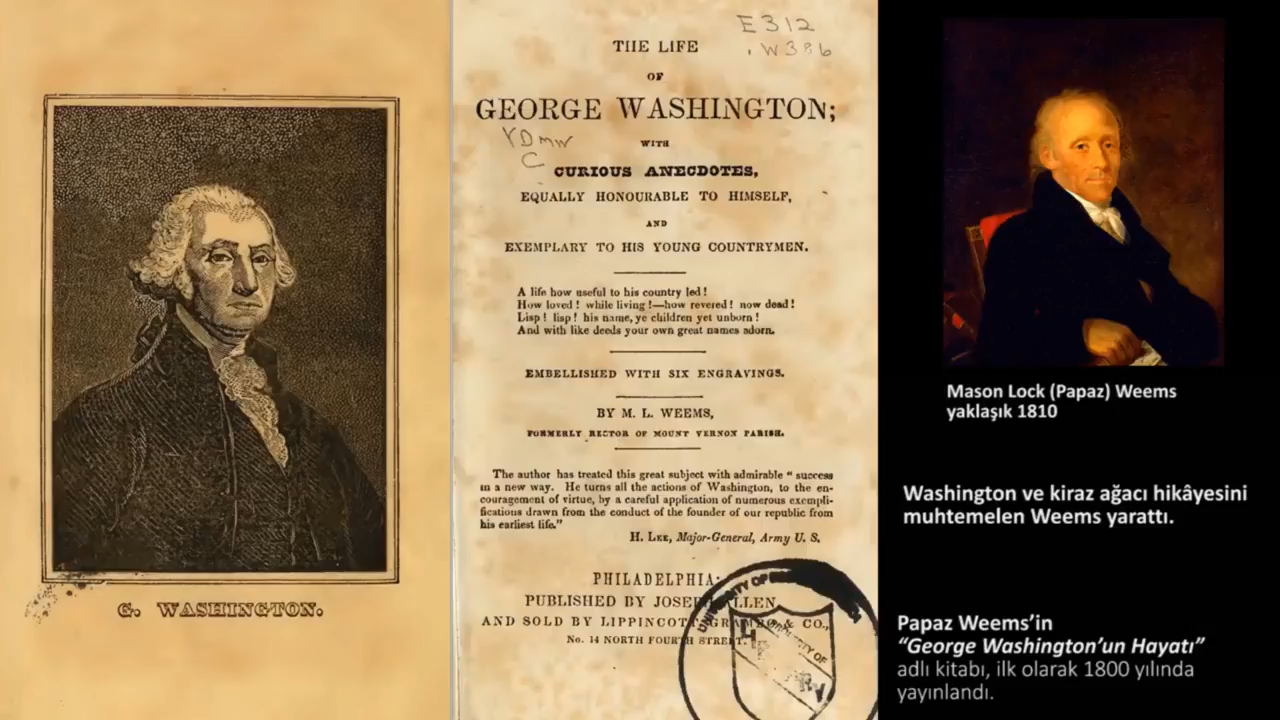 G. WASHINGTON.
E312
.W386
THE LIFE
OF
GEORGE WASHINGTON;
WITH
CURIOUS ANECDOTES,
EQUALLY HONOURABLE TO HIMSELF,
AND
EXEMPLARY TO HIS YOUNG COUNTRYMEN.
A life how useful to his country led!
How loved! while living!—how revered! now dead!
Lisp! lisp! his name, ye children yet unborn!
And with like deeds your own great names adorn.
EMBELLISHED WITH SIX ENGRAVINGS.
BY M. L. WEEMS,
FORMERLY RECTOR OF MOUNT VERNON PARISH.
The author has treated this great subject with admirable “ success
in a new way. He turns all the actions of Washington, to the en-
couragement of virtue, by a careful application of numerous exempli-
fications drawn from the conduct of the founder of our republic from
his earliest life.”
H. LEE, Major-General, Army U. S.
PHILADELPHIA:
PUBLISHED BY JOSEPH ALLEN
AND SOLD BY LIPPINCOTT, GRAMBO & CO.,
No. 14 NORTH FOURTH STREET.
UNIVERSITY OF
Mason Lock (Papaz) Weems
yaklaşık 1810
Washington ve kiraz ağacı hikâyesini
muhtemelen Weems yarattı.
Papaz Weems’in
“George Washington’un Hayatı”
adlı kitabı, ilk olarak 1800 yılında
yayınlandı.